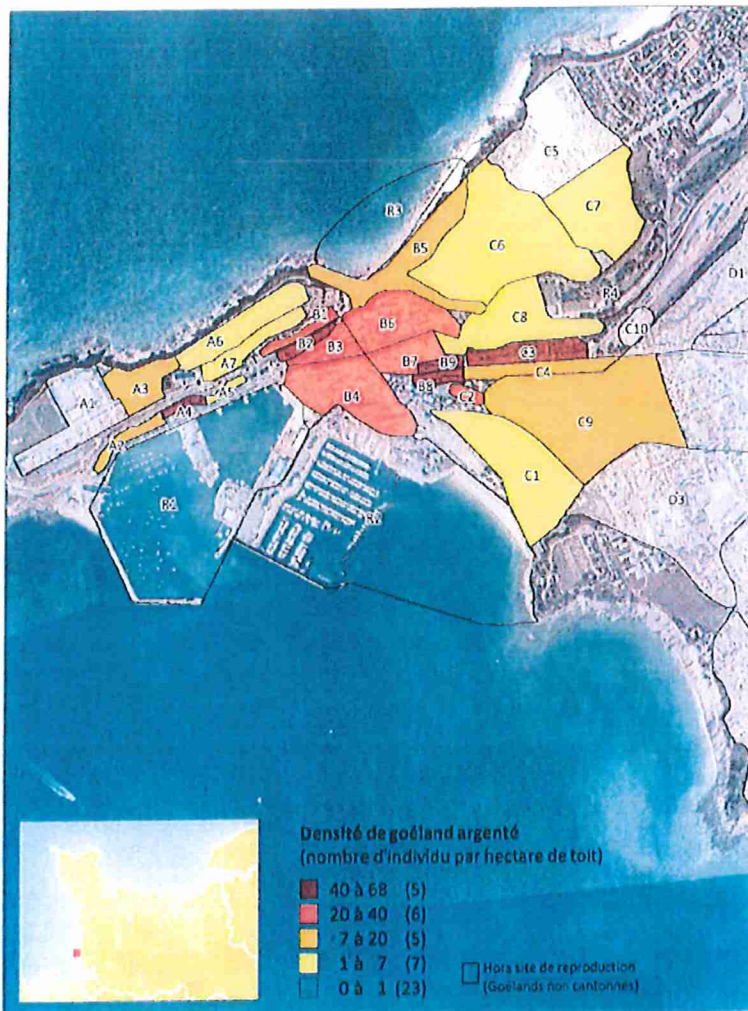 C5
R3
C7
B5
C6
D1
R4
B1
C8
C10
A6
B2
B6
B3
A7
B7
B9
C3
A3
C4
A1
A5
B8
C2
A4
B4
C9
A2
C1
R1
D3
R2
Densité de goéland argenté
(nombre d'individu par hectare de toit)
40 à 68 (5)
20 à 40 (6)
7 à 20 (5)
1 à 7 (7)
0 à 1 (23)
Hors site de reproduction
(Goélands non cantonnés)